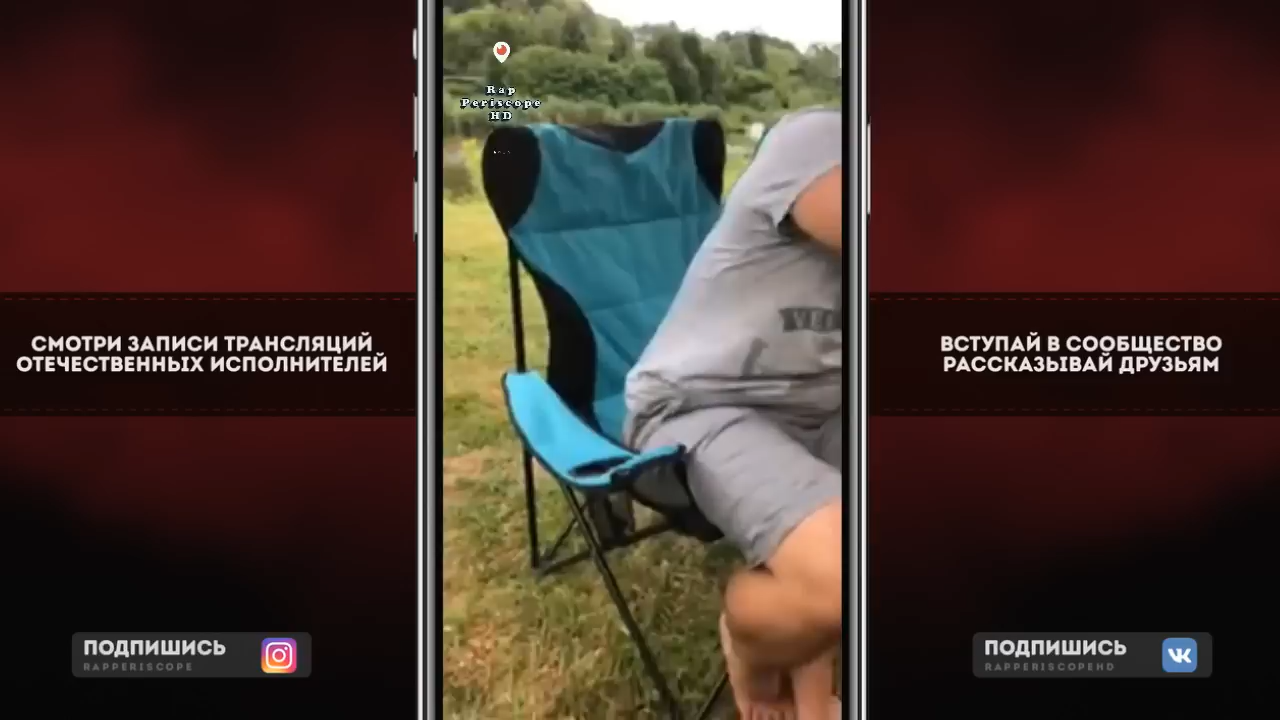 Rap
Periscope
HD
СМОТРИ ЗАПИСИ ТРАНСЛЯЦИЙ
ОТЕЧЕСТВЕННЫХ ИСПОЛНИТЕЛЕЙ
ВСТУПАЙ В СООБЩЕСТВО
РАССКАЗЫВАЙ ДРУЗЬЯМ
ПОДПИШИСЬ
RAPPERISCOPE
ПОДПИШИСЬ
RAPPERISCOPEHD